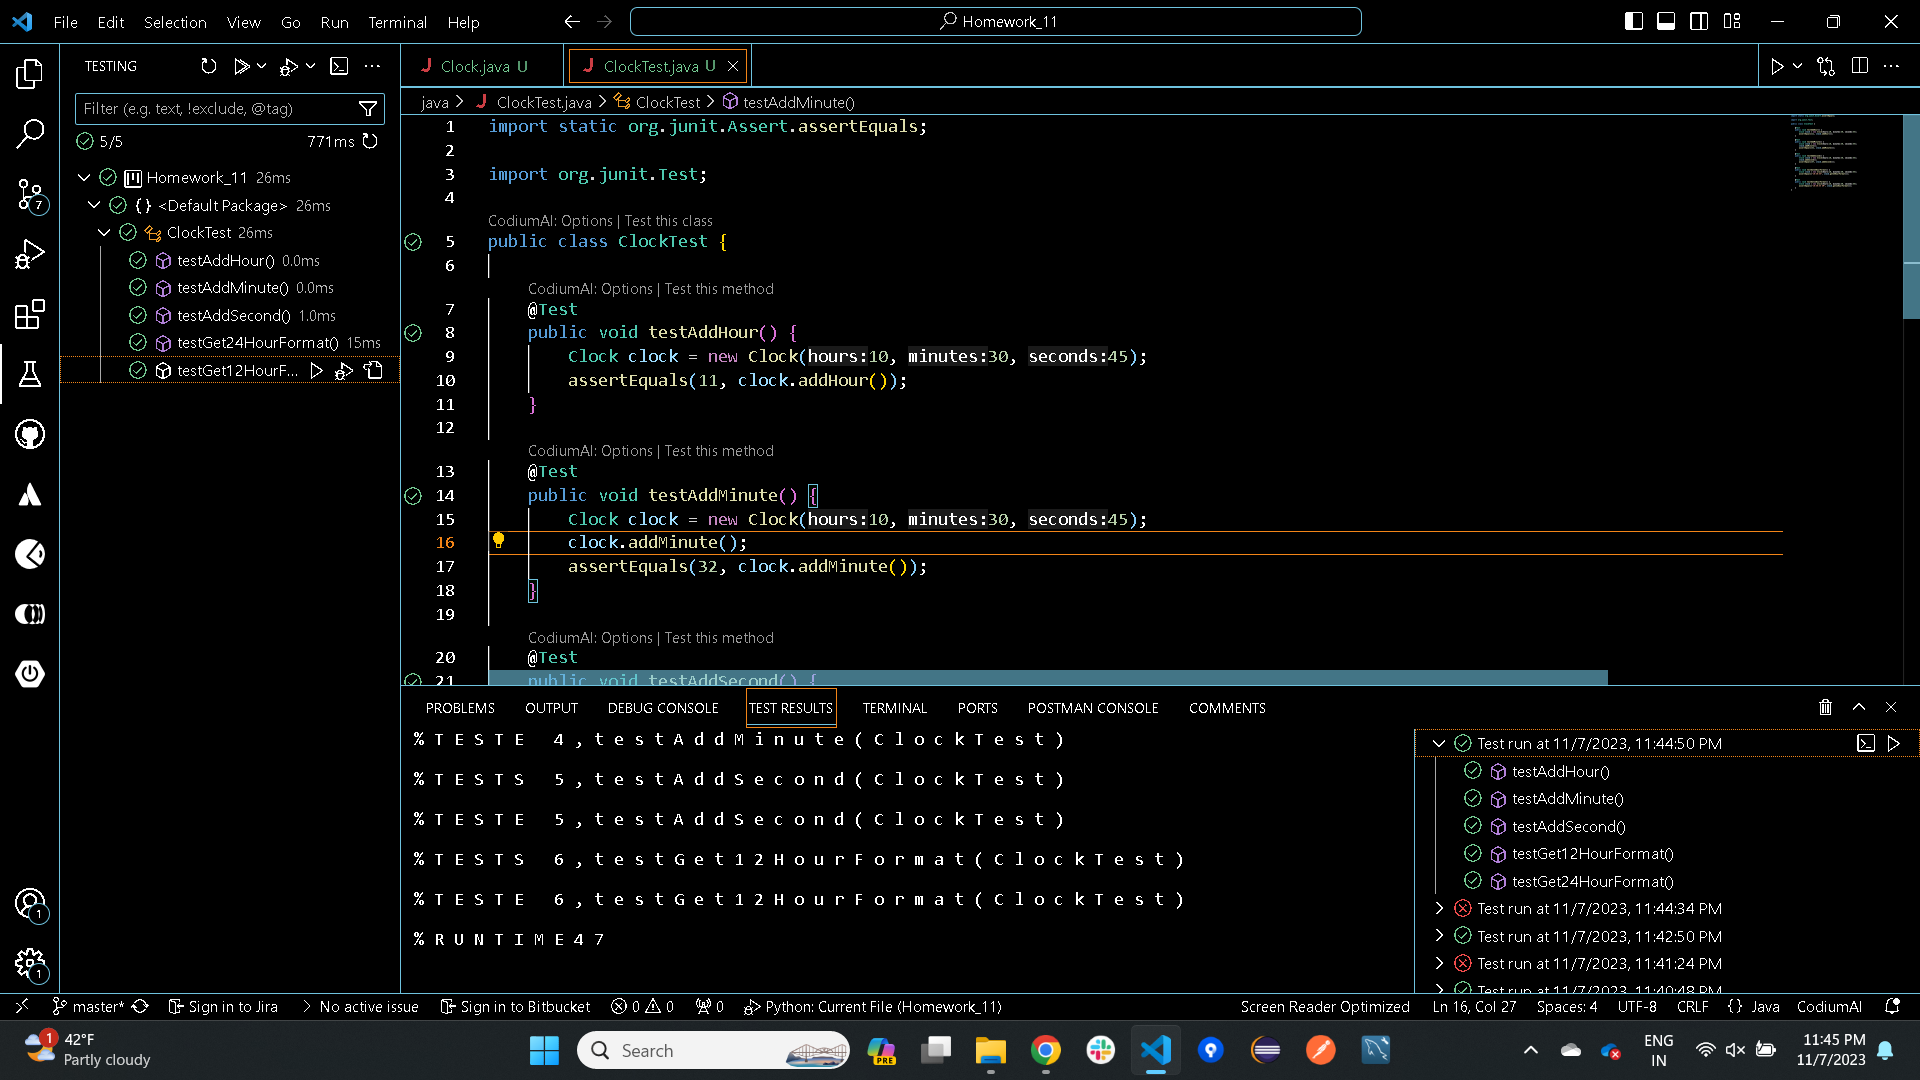 File Edit Selection View Go Run Terminal Help
Homework_11
TESTING
Filter (e.g. text, !exclude, @tag)
5/5 771ms
Homework_11 26ms
{} <Default Package> 26ms
ClockTest 26ms
testAddHour() 0.0ms
testAddMinute() 0.0ms
testAddSecond() 1.0ms
testGet24HourFormat() 15ms
testGet12HourF...
7
1
1
J Clock.java U
J ClockTest.java U
java > J ClockTest.java > ClockTest > testAddMinute()
1 import static org.junit.Assert.assertEquals;
2
3 import org.junit.Test;
4
CodiumAI: Options | Test this class
5 public class ClockTest {
6
CodiumAI: Options | Test this method
7 @Test
8 public void testAddHour() {
9 Clock clock = new Clock(hours:10, minutes:30, seconds:45);
10 assertEquals(11, clock.addHour());
11 }
12
CodiumAI: Options | Test this method
13 @Test
14 public void testAddMinute() {
15 Clock clock = new Clock(hours:10, minutes:30, seconds:45);
16 clock.addMinute();
17 assertEquals(32, clock.addMinute());
18 }
19
CodiumAI: Options | Test this method
20 @Test
21 public void testAddSecond() {
PROBLEMS OUTPUT DEBUG CONSOLE TEST RESULTS TERMINAL PORTS POSTMAN CONSOLE COMMENTS
%TESTE 4,testAddMinute(ClockTest)
%TESTS 5,testAddSecond(ClockTest)
%TESTE 5,testAddSecond(ClockTest)
%TESTS 6,testGet12HourFormat(ClockTest)
%TESTE 6,testGet12HourFormat(ClockTest)
%RUNTIME47
Test run at 11/7/2023, 11:44:50 PM
testAddHour()
testAddMinute()
testAddSecond()
testGet12HourFormat()
testGet24HourFormat()
Test run at 11/7/2023, 11:44:34 PM
Test run at 11/7/2023, 11:42:50 PM
Test run at 11/7/2023, 11:41:24 PM
Test run at 11/7/2023, 11:40:48 PM
master* Sign in to Jira > No active issue Sign in to Bitbucket 0 0 0 Python: Current File (Homework_11) Screen Reader Optimized Ln 16, Col 27 Spaces: 4 UTF-8 CRLF {} Java CodiumAI
1 42°F
Partly cloudy
Search
PRE
ENG
IN
11:45 PM
11/7/2023